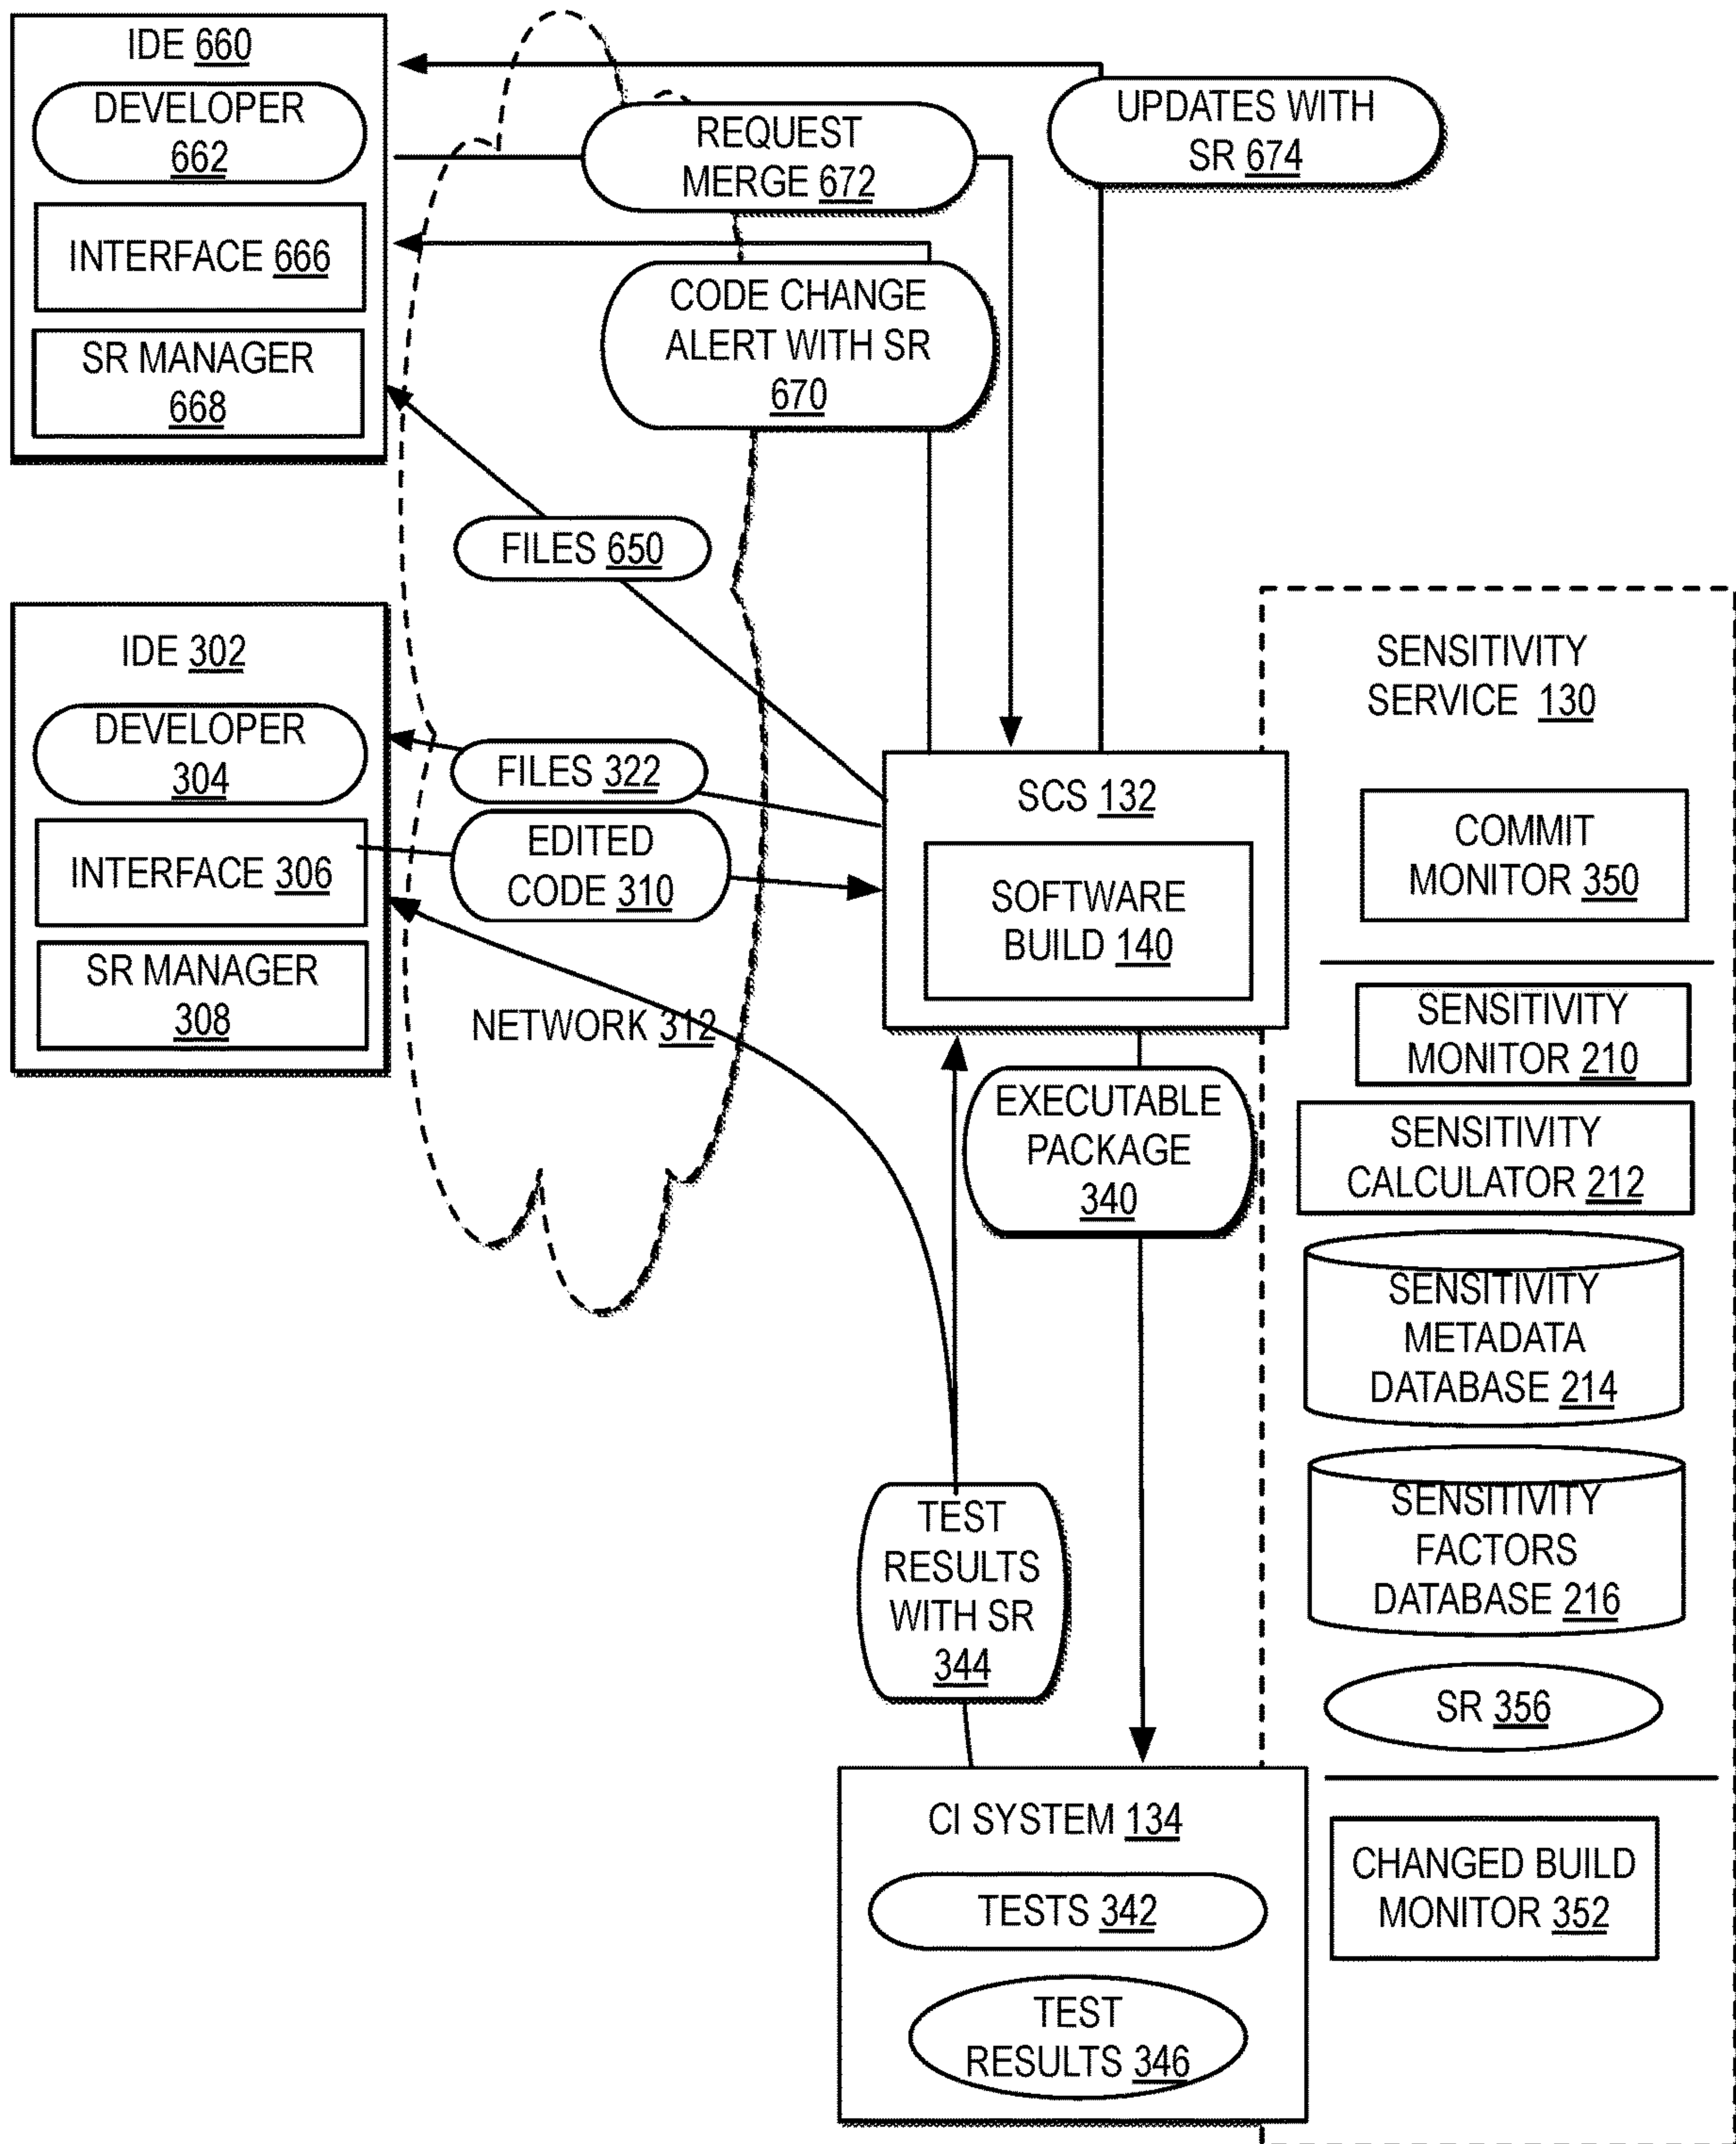 IDE 660
DEVELOPER
662
INTERFACE 666
SR MANAGER
668
REQUEST
MERGE 672
UPDATES WITH
SR 674
CODE CHANGE
ALERT WITH SR
670
FILES 650
IDE 302
DEVELOPER
304
INTERFACE 306
SR MANAGER
308
FILES 322
EDITED
CODE 310
NETWORK 312
SCS 132
SOFTWARE
BUILD 140
EXECUTABLE
PACKAGE
340
TEST
RESULTS
WITH SR
344
CI SYSTEM 134
TESTS 342
TEST
RESULTS 346
SENSITIVITY
SERVICE 130
COMMIT
MONITOR 350
SENSITIVITY
MONITOR 210
SENSITIVITY
CALCULATOR 212
SENSITIVITY
METADATA
DATABASE 214
SENSITIVITY
FACTORS
DATABASE 216
SR 356
CHANGED BUILD
MONITOR 352